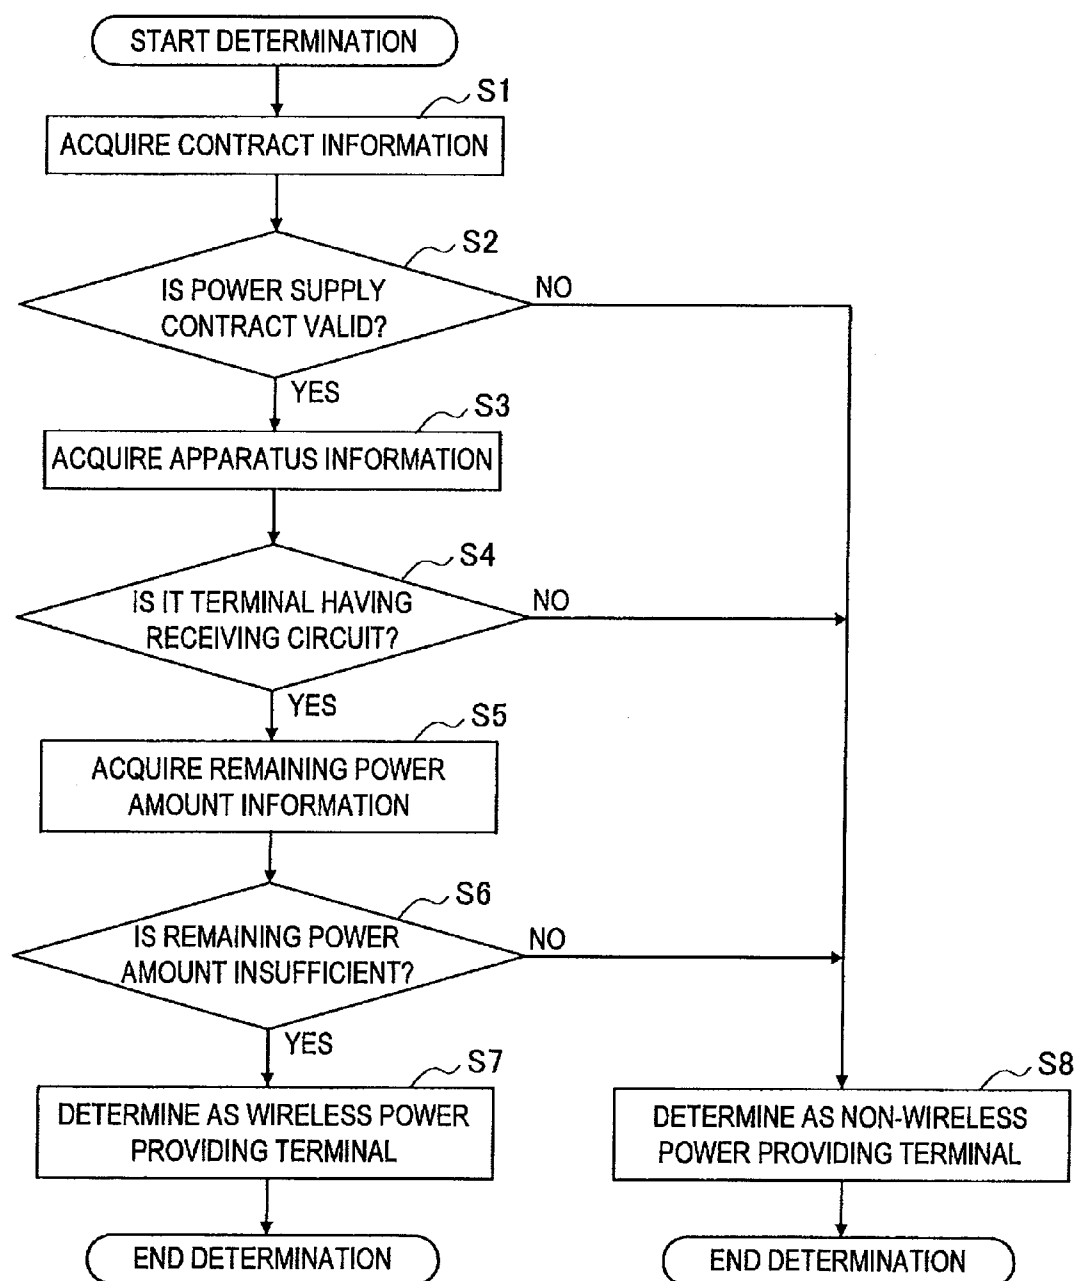 START DETERMINATION
S1
ACQUIRE CONTRACT INFORMATION
S2
IS POWER SUPPLY
CONTRACT VALID?
NO
YES
S3
ACQUIRE APPARATUS INFORMATION
S4
IS IT TERMINAL HAVING
RECEIVING CIRCUIT?
NO
YES
S5
ACQUIRE REMAINING POWER
AMOUNT INFORMATION
S6
IS REMAINING POWER
AMOUNT INSUFFICIENT?
NO
YES
S7
DETERMINE AS WIRELESS POWER
PROVIDING TERMINAL
END DETERMINATION
S8
DETERMINE AS NON-WIRELESS
POWER PROVIDING TERMINAL
END DETERMINATION